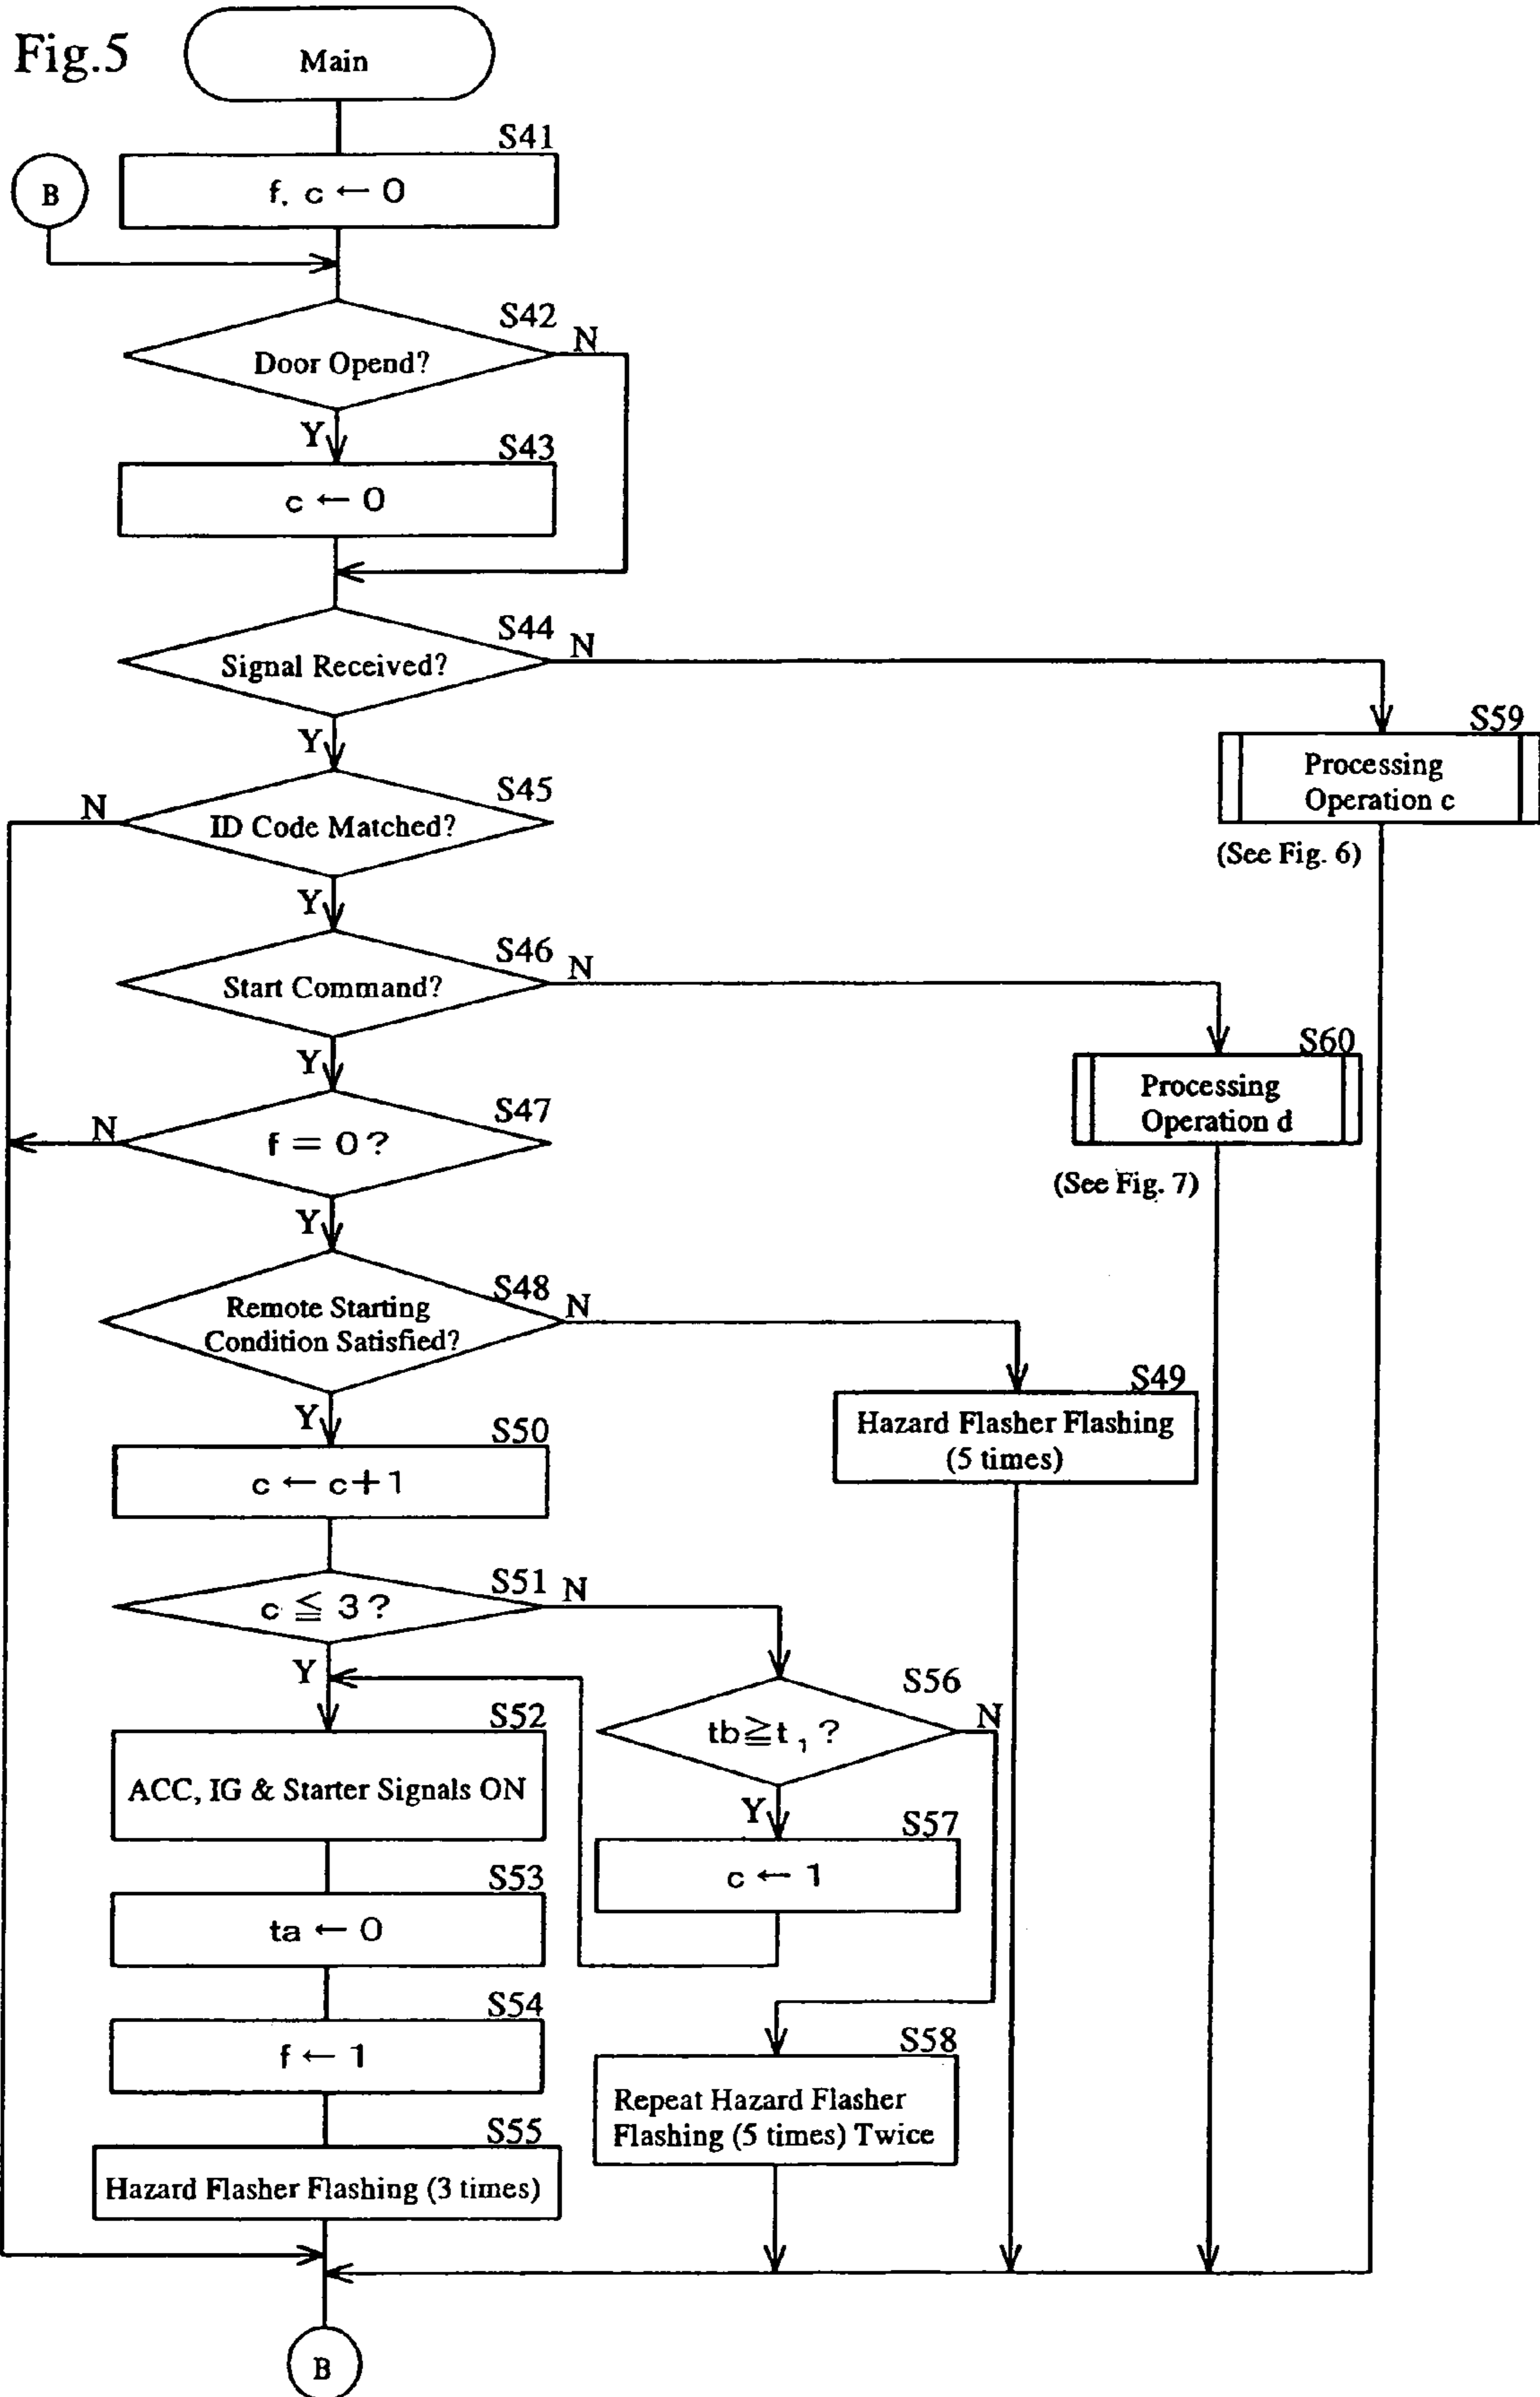 Fig.5
Main
S41
B
f, c ← 0
S42
N
Door Opend?
Y
S43
c ← 0
S44
N
Signal Received?
Y
S59
Processing
Operation c
(See Fig. 6)
S45
N
ID Code Matched?
Y
S46
N
Start Command?
Y
S60
Processing
Operation d
(See Fig. 7)
S47
N
f = 0 ?
Y
S48
N
Remote Starting
Condition Satisfied?
Y
S49
Hazard Flasher Flashing
(5 times)
S50
c ← c+1
S51
N
c ≦ 3 ?
Y
S56
N
tb≧t₁ ?
Y
S52
ACC, IG & Starter Signals ON
S57
c ← 1
S53
ta ← 0
S54
f ← 1
S58
Repeat Hazard Flasher
Flashing (5 times) Twice
S55
Hazard Flasher Flashing (3 times)
B